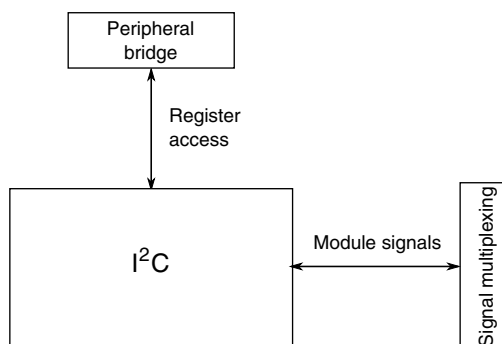 Peripheral
bridge
Register
access
I²C
Module signals
Signal multiplexing